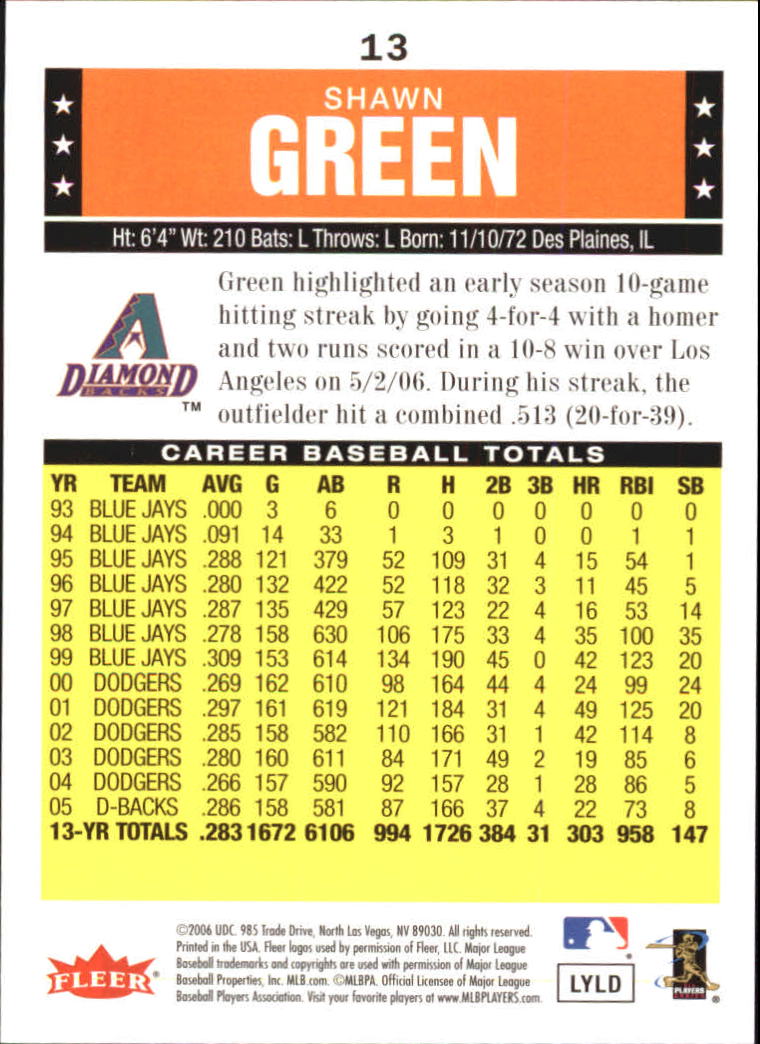 13
SHAWN
GREEN
Ht: 6'4" Wt: 210 Bats: L Throws: L Born: 11/10/72 Des Plaines, IL
DIAMOND
BACKS
TM
Green highlighted an early season 10-game
hitting streak by going 4-for-4 with a homer
and two runs scored in a 10-8 win over Los
Angeles on 5/2/06. During his streak, the
outfielder hit a combined .513 (20-for-39).
CAREER BASEBALL TOTALS
YR TEAM AVG G AB R H 2B 3B HR RBI SB
93 BLUE JAYS .000 3 6 0 0 0 0 0 0 0
94 BLUE JAYS .091 14 33 1 3 1 0 0 1 1
95 BLUE JAYS .288 121 379 52 109 31 4 15 54 1
96 BLUE JAYS .280 132 422 52 118 32 3 11 45 5
97 BLUE JAYS .287 135 429 57 123 22 4 16 53 14
98 BLUE JAYS .278 158 630 106 175 33 4 35 100 35
99 BLUE JAYS .309 153 614 134 190 45 0 42 123 20
00 DODGERS .269 162 610 98 164 44 4 24 99 24
01 DODGERS .297 161 619 121 184 31 4 49 125 20
02 DODGERS .285 158 582 110 166 31 1 42 114 8
03 DODGERS .280 160 611 84 171 49 2 19 85 6
04 DODGERS .266 157 590 92 157 28 1 28 86 5
05 D-BACKS .286 158 581 87 166 37 4 22 73 8
13-YR TOTALS .283 1672 6106 994 1726 384 31 303 958 147
FLEER®
©2006 UDC. 985 Trade Drive, North Las Vegas, NV 89030. All rights reserved.
Printed in the USA. Fleer logos used by permission of Fleer, LLC. Major League
Baseball trademarks and copyrights are used with permission of Major League
Baseball Properties, Inc. MLB.com. ©MLBPA. Official Licensee of Major League
Baseball Players Association. Visit your favorite players at www.MLBPLAYERS.com.
LYLD
PLAYERS
®